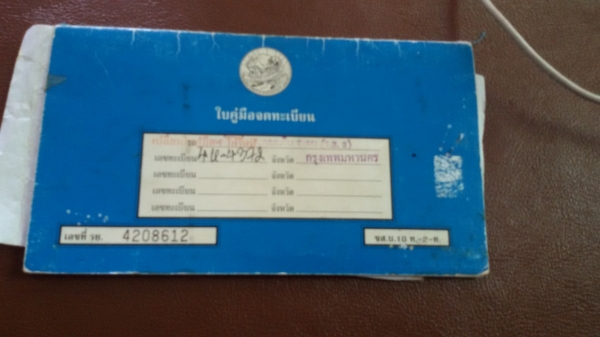 ใบคู่มือจดทะเบียน
เลขทะเบียน 4ย-4372 จังหวัด กรุงเทพมหานคร
เลขทะเบียน จังหวัด
เลขทะเบียน จังหวัด
เลขทะเบียน จังหวัด
เลขที่ รย. 4208612